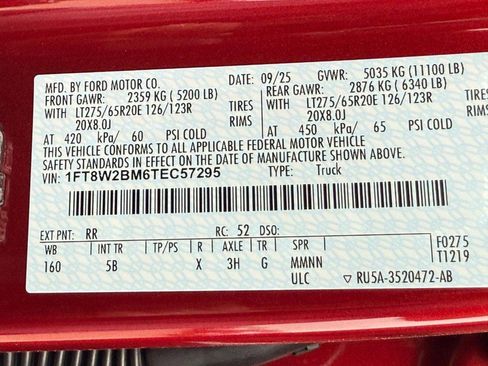 MFD. BY FORD MOTOR CO.
DATE: 09/25 GVWR: 5035 KG (11100 LB)
FRONT GAWR: 2359 KG (5200 LB) REAR GAWR: 2876 KG (6340 LB)
WITH LT275/65R20E 126/123R TIRES WITH LT275/65R20E 126/123R TIRES
20X8.0J RIMS 20X8.0J RIMS
AT 420 kPa/ 60 PSI COLD AT 450 kPa/ 65 PSI COLD
THIS VEHICLE CONFORMS TO ALL APPLICABLE FEDERAL MOTOR VEHICLE
SAFETY STANDARDS IN EFFECT ON THE DATE OF MANUFACTURE SHOWN ABOVE.
VIN: 1FT8W2BM6TEC57295 TYPE: Truck
EXT PNT: RR RC: 52 DSO: F0275
WB INT TR TP/PS R AXLE TR SPR T1219
160 5B X 3H G MMNN
ULC ▽ RU5A-3520472-AB